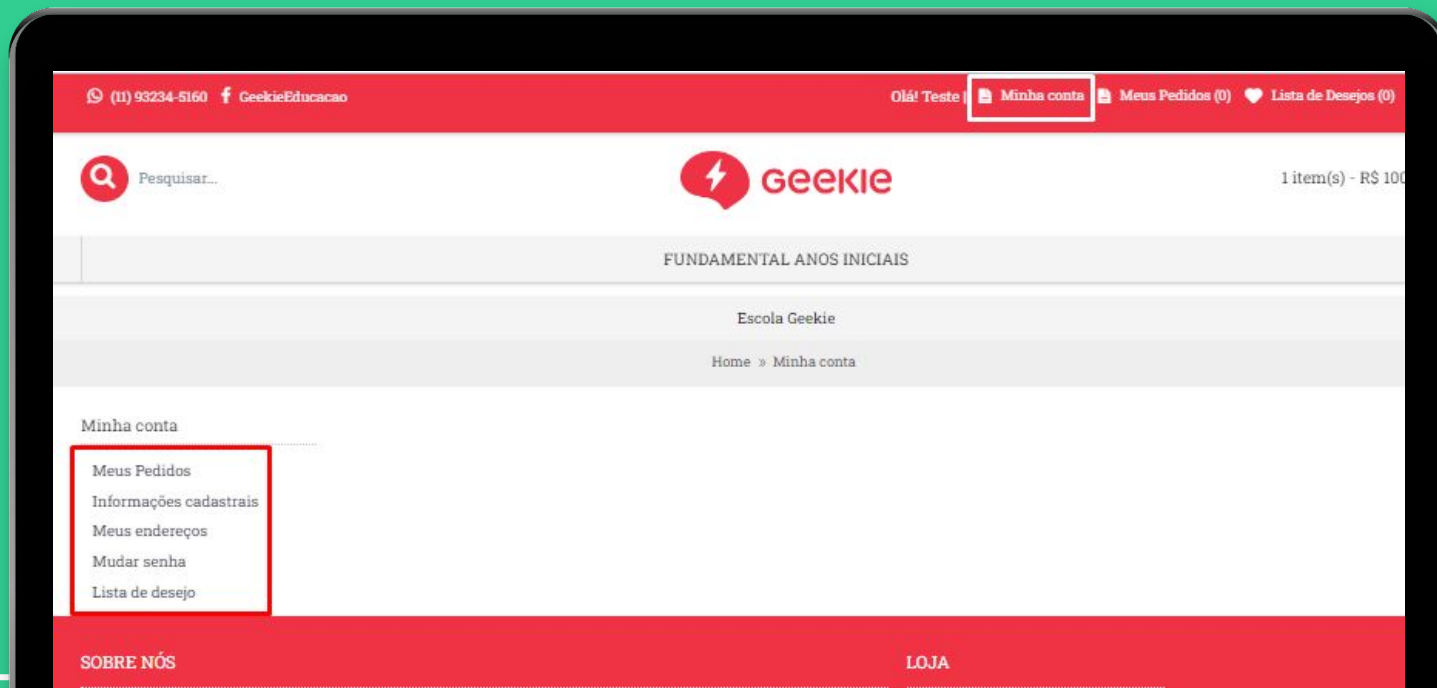 (11) 93234-5160 GeekieEducacao
Olá! Teste | Minha conta Meus Pedidos (0) Lista de Desejos (0)
Pesquisar...
Geekie
1 item(s) - R$ 100
FUNDAMENTAL ANOS INICIAIS
Escola Geekie
Home » Minha conta
Minha conta
Meus Pedidos
Informações cadastrais
Meus endereços
Mudar senha
Lista de desejo
SOBRE NÓS
LOJA